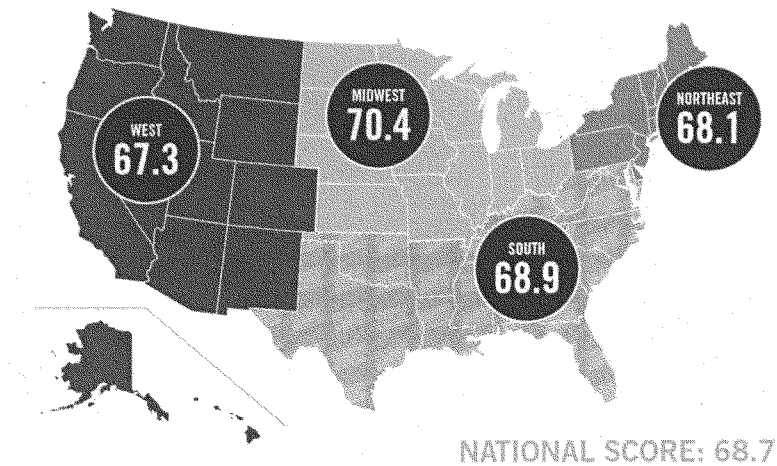 WEST
67.3
MIDWEST
70.4
NORTHEAST
68.1
SOUTH
68.9
NATIONAL SCORE: 68.7